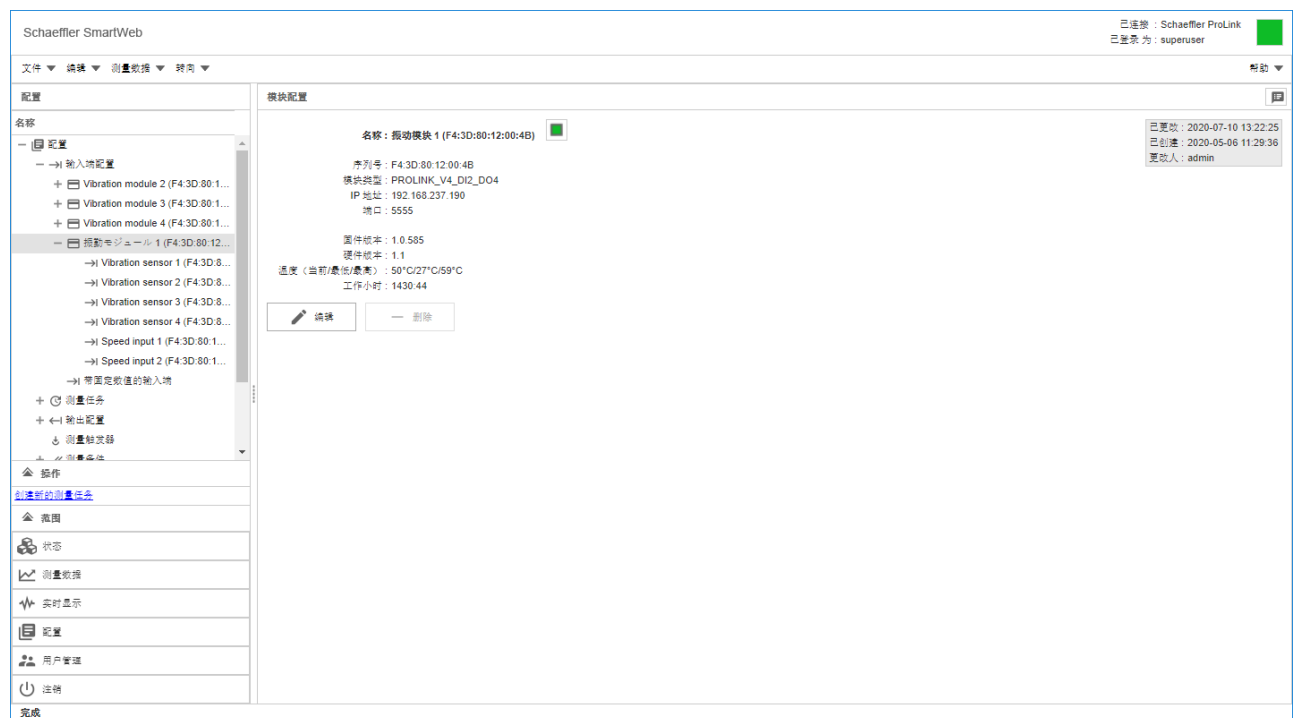 Schaeffler SmartWeb
已连接 : Schaeffler ProLink
已登录 为 : superuser
文件 编辑 测量数据 转向 帮助
配置
名称
配置
输入端配置
Vibration module 2 (F4:3D:80:1...
Vibration module 3 (F4:3D:80:1...
Vibration module 4 (F4:3D:80:1...
振動モジュール 1 (F4:3D:80:12...
Vibration sensor 1 (F4:3D:8...
Vibration sensor 2 (F4:3D:8...
Vibration sensor 3 (F4:3D:8...
Vibration sensor 4 (F4:3D:8...
Speed input 1 (F4:3D:80:1...
Speed input 2 (F4:3D:80:1...
带固定数值的输入端
测量任务
输出配置
测量触发器
测量条件
操作
创建新的测量任务
范围
状态
测量数据
实时显示
配置
用户管理
注销
完成
模块配置
名称 : 振动模块 1 (F4:3D:80:12:00:4B)
序列号 : F4:3D:80:12:00:4B
模块类型 : PROLINK_V4_DI2_DO4
IP 地址 : 192.168.237.190
端口 : 5555
固件版本 : 1.0.585
硬件版本 : 1.1
温度（当前/最低/最高） : 50°C/27°C/59°C
工作小时 : 1430:44
编辑 删除
已更改 : 2020-07-10 13:22:25
已创建 : 2020-05-06 11:29:36
更改人 : admin